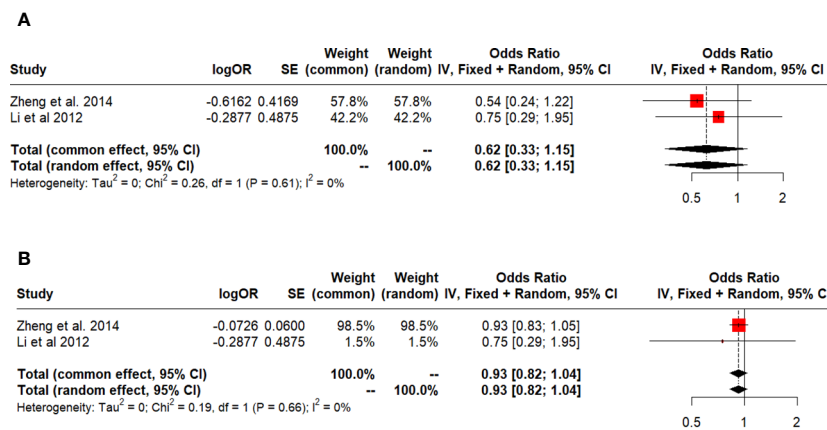 A
Weight Weight Odds Ratio Odds Ratio
Study logOR SE (common) (random) IV, Fixed + Random, 95% CI IV, Fixed + Random, 95% CI
Zheng et al. 2014 -0.6162 0.4169 57.8% 57.8% 0.54 [0.24; 1.22]
Li et al 2012 -0.2877 0.4875 42.2% 42.2% 0.75 [0.29; 1.95]
Total (common effect, 95% CI) 100.0% -- 0.62 [0.33; 1.15]
Total (random effect, 95% CI) -- 100.0% 0.62 [0.33; 1.15]
Heterogeneity: Tau² = 0; Chi² = 0.26, df = 1 (P = 0.61); I² = 0%
0.5 1 2
B
Weight Weight Odds Ratio Odds Ratio
Study logOR SE (common) (random) IV, Fixed + Random, 95% CI IV, Fixed + Random, 95% C
Zheng et al. 2014 -0.0726 0.0600 98.5% 98.5% 0.93 [0.83; 1.05]
Li et al 2012 -0.2877 0.4875 1.5% 1.5% 0.75 [0.29; 1.95]
Total (common effect, 95% CI) 100.0% -- 0.93 [0.82; 1.04]
Total (random effect, 95% CI) -- 100.0% 0.93 [0.82; 1.04]
Heterogeneity: Tau² = 0; Chi² = 0.19, df = 1 (P = 0.66); I² = 0%
0.5 1 2